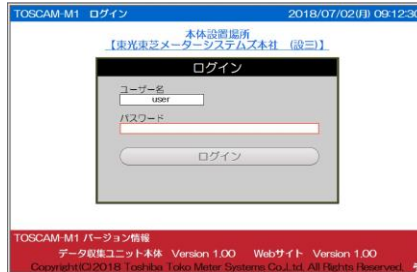 TOSCAM-M1 ログイン 2018/07/02(月) 09:12:30
本体設置場所
【東光東芝メーターシステムズ本社 (設三)】
ログイン
ユーザー名
user
パスワード
ログイン
TOSCAM-M1 バージョン情報
データ収集ユニット本体 Version 1.00 Webサイト Version 1.00
Copyright(C)2018 Toshiba Toko Meter Systems Co.,Ltd. All Rights Reserved.